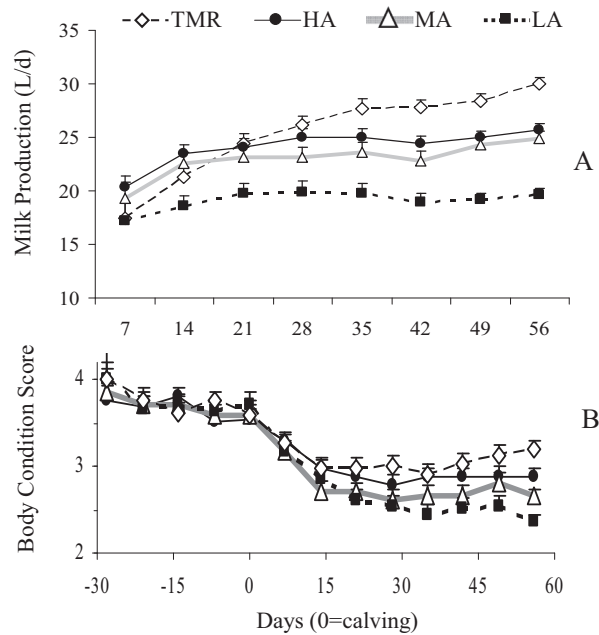 TMR HA MA LA
35
30
25
20
15
10
Milk Production (L/d)
A
7 14 21 28 35 42 49 56
4
3
2
Body Condition Score
B
-30 -15 0 15 30 45 60
Days (0=calving)